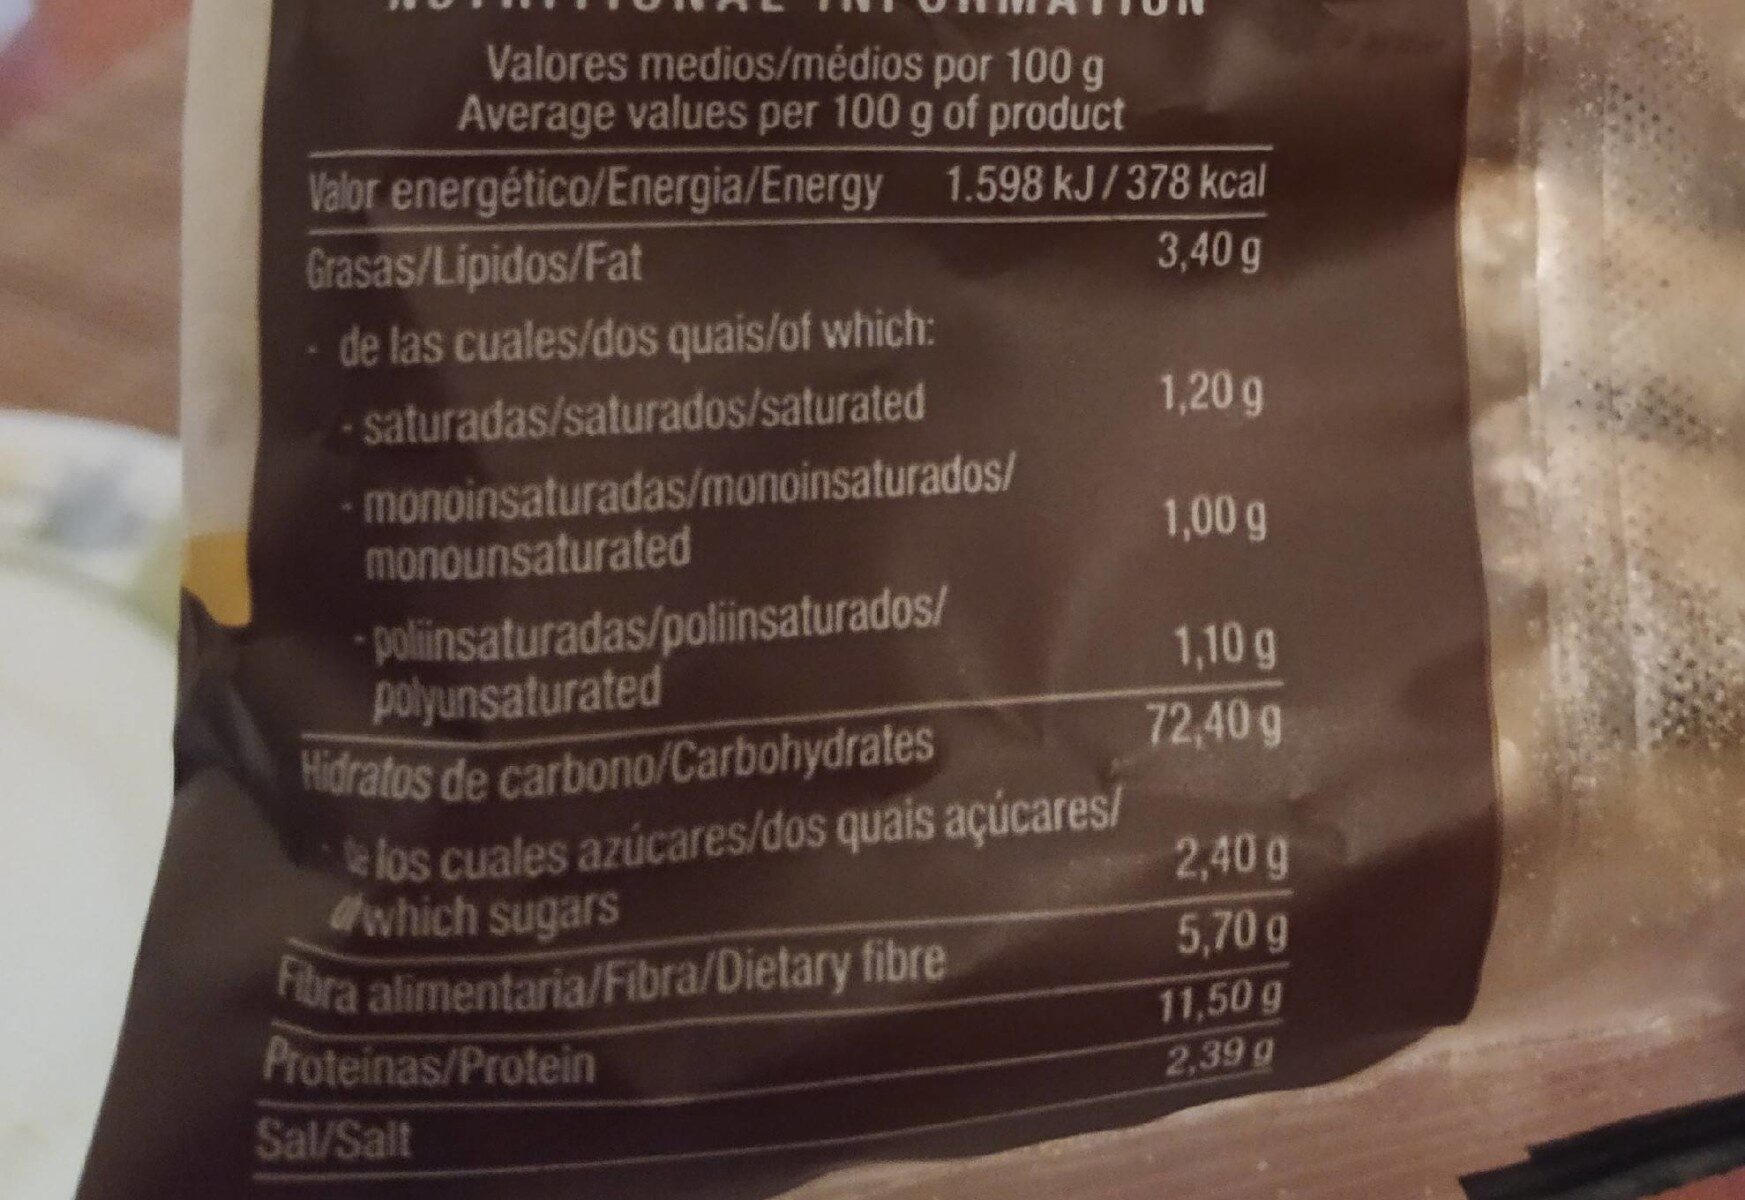 NUTRITIONAL INFORMATION
Valores medios/médios por 100 g
Average values per 100 g of product
Valor energético/Energia/Energy 1.598 kJ / 378 kcal
Grasas/Lípidos/Fat 3,40 g
- de las cuales/dos quais/of which:
- saturadas/saturados/saturated 1,20 g
- monoinsaturadas/monoinsaturados/
monounsaturated 1,00 g
- poliinsaturadas/poliinsaturados/
polyunsaturated 1,10 g
Hidratos de carbono/Carbohydrates 72,40 g
- de los cuales azúcares/dos quais açúcares/
of which sugars 2,40 g
Fibra alimentaria/Fibra/Dietary fibre 5,70 g
Proteínas/Protein 11,50 g
Sal/Salt 2,39 g